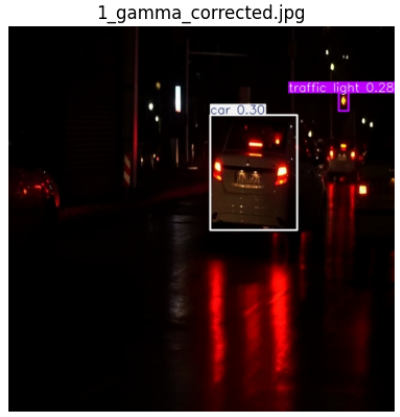 1_gamma_corrected.jpg
traffic light 0.28
car 0.30